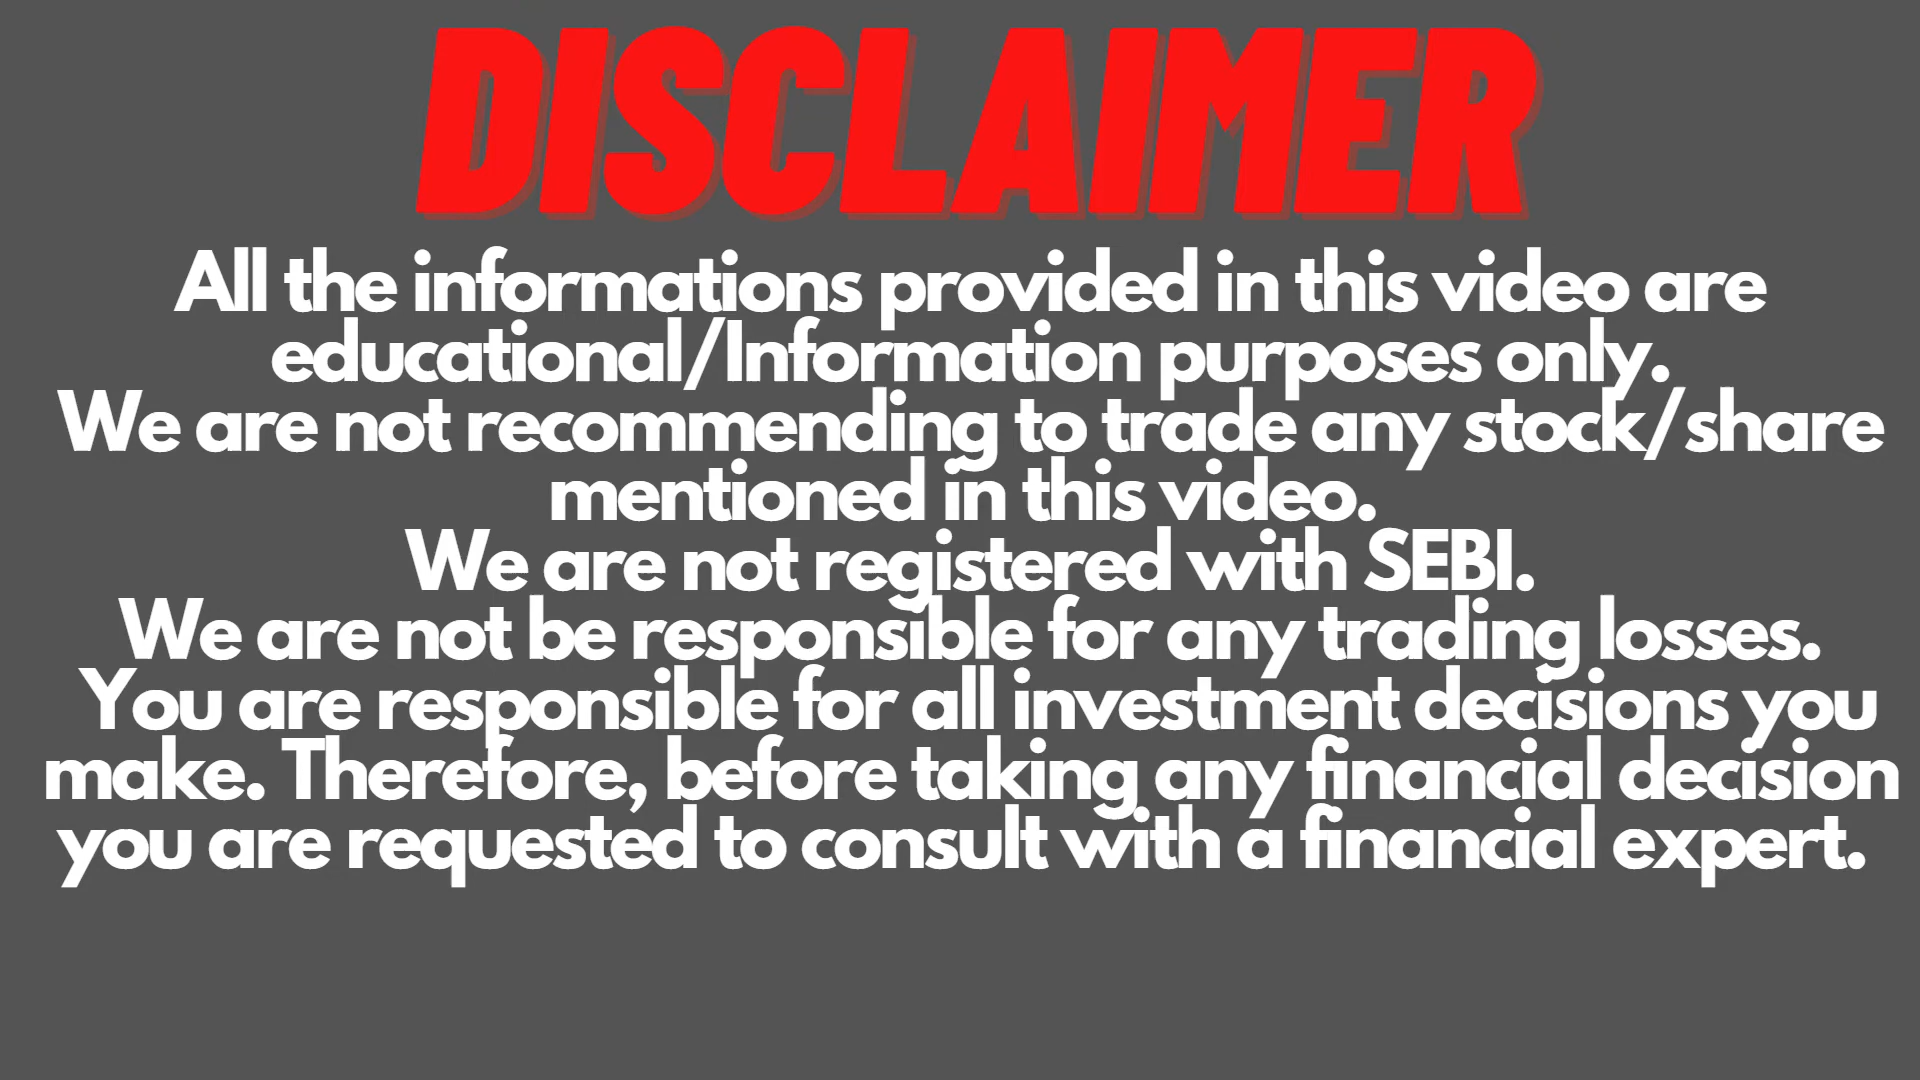 DISCLAIMER
All the informations provided in this video are
educational/Information purposes only.
We are not recommending to trade any stock/share
mentioned in this video.
We are not registered with SEBI.
We are not be responsible for any trading losses.
You are responsible for all investment decisions you
make. Therefore, before taking any financial decision
you are requested to consult with a financial expert.